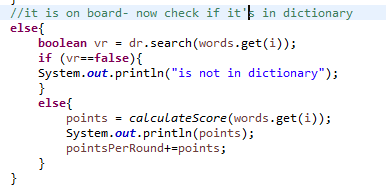 //it is on board- now check if it's in dictionary
else{
boolean vr = dr.search(words.get(i));
if (vr==false){
System.out.println("is not in dictionary");
}
else{
points = calculateScore(words.get(i));
System.out.println(points);
pointsPerRound+=points;
}
}